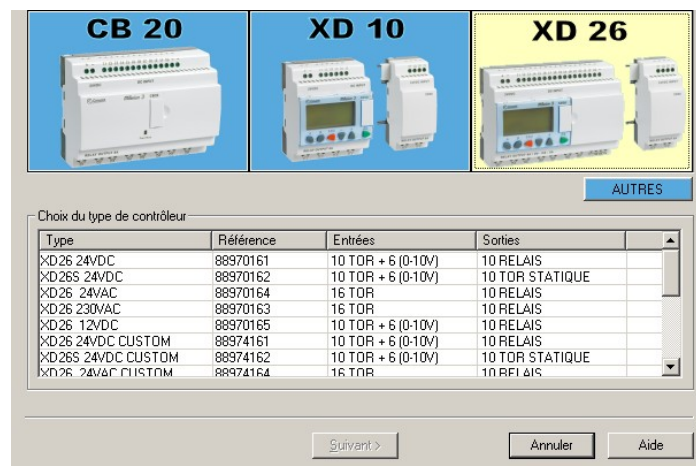 CB 20 XD 10 XD 26
AUTRES
Choix du type de contrôleur
Type Référence Entrées Sorties
XD26 24VDC 88970161 10 TOR + 6 (0-10V) 10 RELAIS
XD26S 24VDC 88970162 10 TOR + 6 (0-10V) 10 TOR STATIQUE
XD26 24VAC 88970164 16 TOR 10 RELAIS
XD26 230VAC 88970163 16 TOR 10 RELAIS
XD26 12VDC 88970165 10 TOR + 6 (0-10V) 10 RELAIS
XD26 24VDC CUSTOM 88974161 10 TOR + 6 (0-10V) 10 RELAIS
XD26S 24VDC CUSTOM 88974162 10 TOR + 6 (0-10V) 10 TOR STATIQUE
XD26 24VAC CUSTOM 88974164 16 TOR 10 RELAIS
Suivant > Annuler Aide